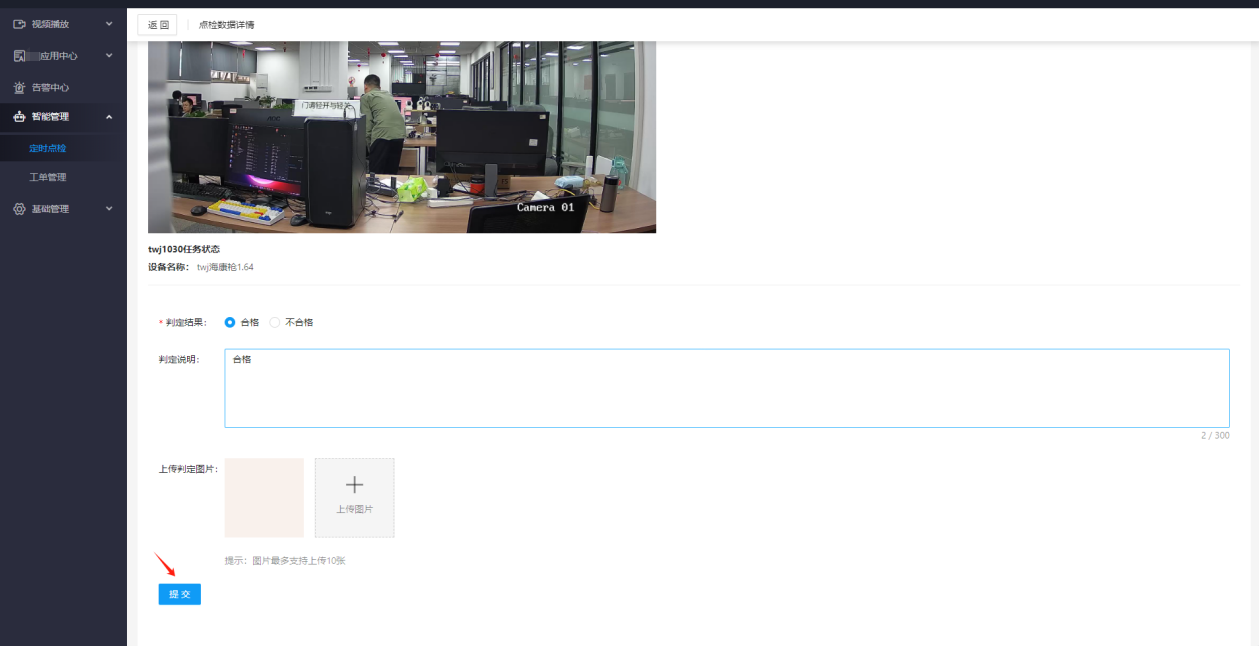 视频播放
返 回
点检数据详情
应用中心
告警中心
智能管理
定时点检
工单管理
基础管理
门请轻开与轻关
Camera 01
twj1030任务状态
设备名称: twj海康枪1.64
* 判定结果: 合格 不合格
判定说明: 合格
2 / 300
上传判定图片:
上传图片
提示: 图片最多支持上传10张
提 交